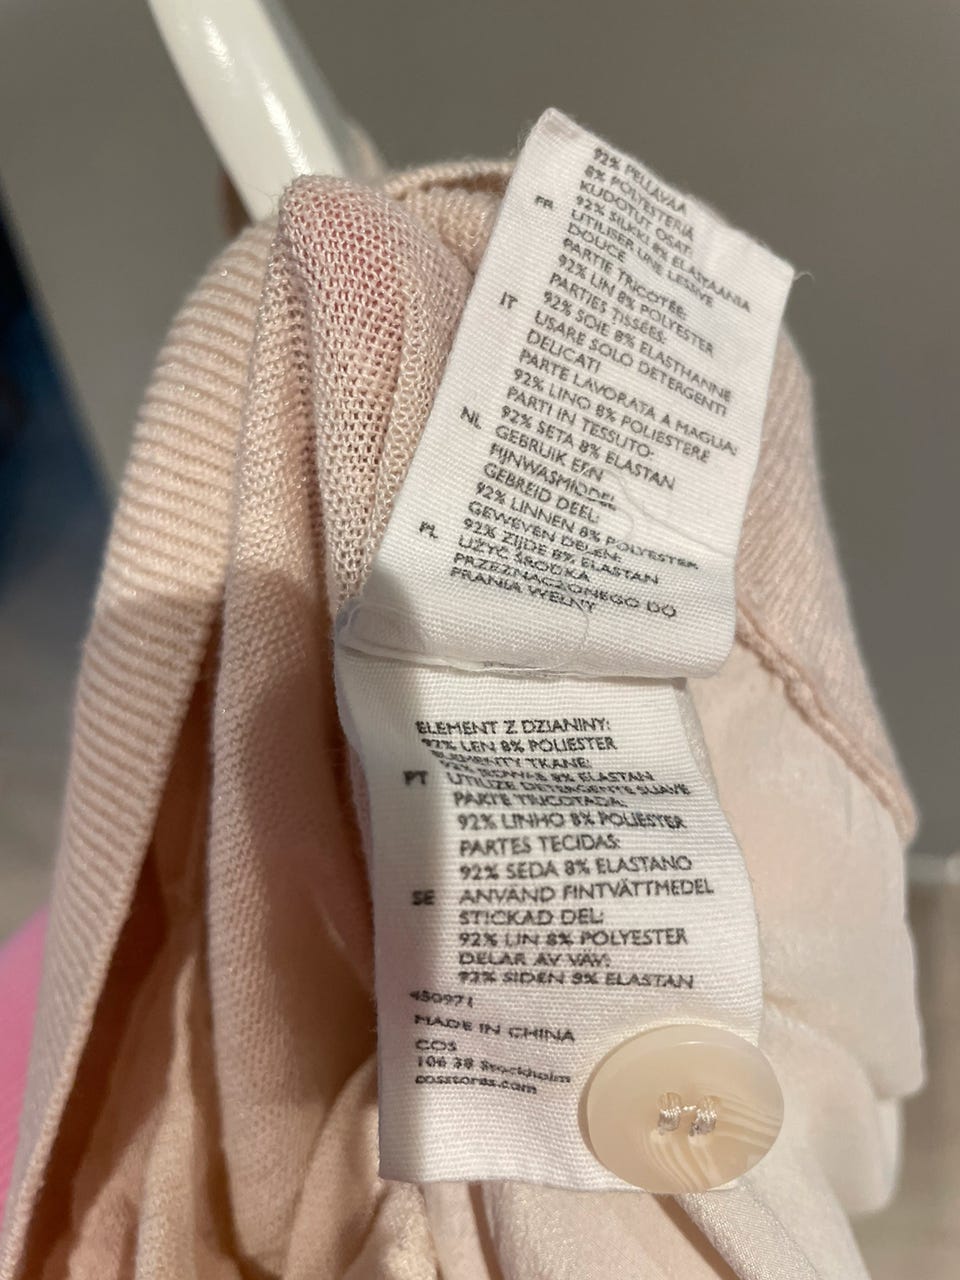 92% PELLAVAA
8% POLYESTERIA
KUDOTUT OSAT:
92% SILKKI 8% ELASTAANIA
FR UTILISER UNE LESSIVE
DOUCE
PARTIE TRICOTÉE:
92% LIN 8% POLYESTER
PARTIES TISSÉES:
92% SOIE 8% ELASTHANNE
IT USARE SOLO DETERGENTI
DELICATI
PARTE LAVORATA A MAGLIA:
92% LINO 8% POLIESTERE
PARTI IN TESSUTO:
92% SETA 8% ELASTAN
NL GEBRUIK EEN
FIJNWASMIDDEL
GEBREID DEEL:
92% LINNEN 8% POLYESTER
GEWEVEN DELEN:
92% ZIJDE 8% ELASTAN
PL UŻYĆ ŚRODKA
PRZEZNACZONEGO DO
PRANIA WEŁNY
ELEMENT Z DZIANINY:
92% LEN 8% POLIESTER
ELEMENTY TKANE:
92% JEDWAB 8% ELASTAN
PT UTILIZE DETERGENTE SUAVE
PARTE TRICOTADA:
92% LINHO 8% POLIÉSTER
PARTES TECIDAS:
92% SEDA 8% ELASTANO
SE ANVÄND FINTVÄTTMEDEL
STICKAD DEL:
92% LIN 8% POLYESTER
DELAR AV VÄV:
92% SIDEN 8% ELASTAN
450971
MADE IN CHINA
COS
106 38 Stockholm
cosstores.com